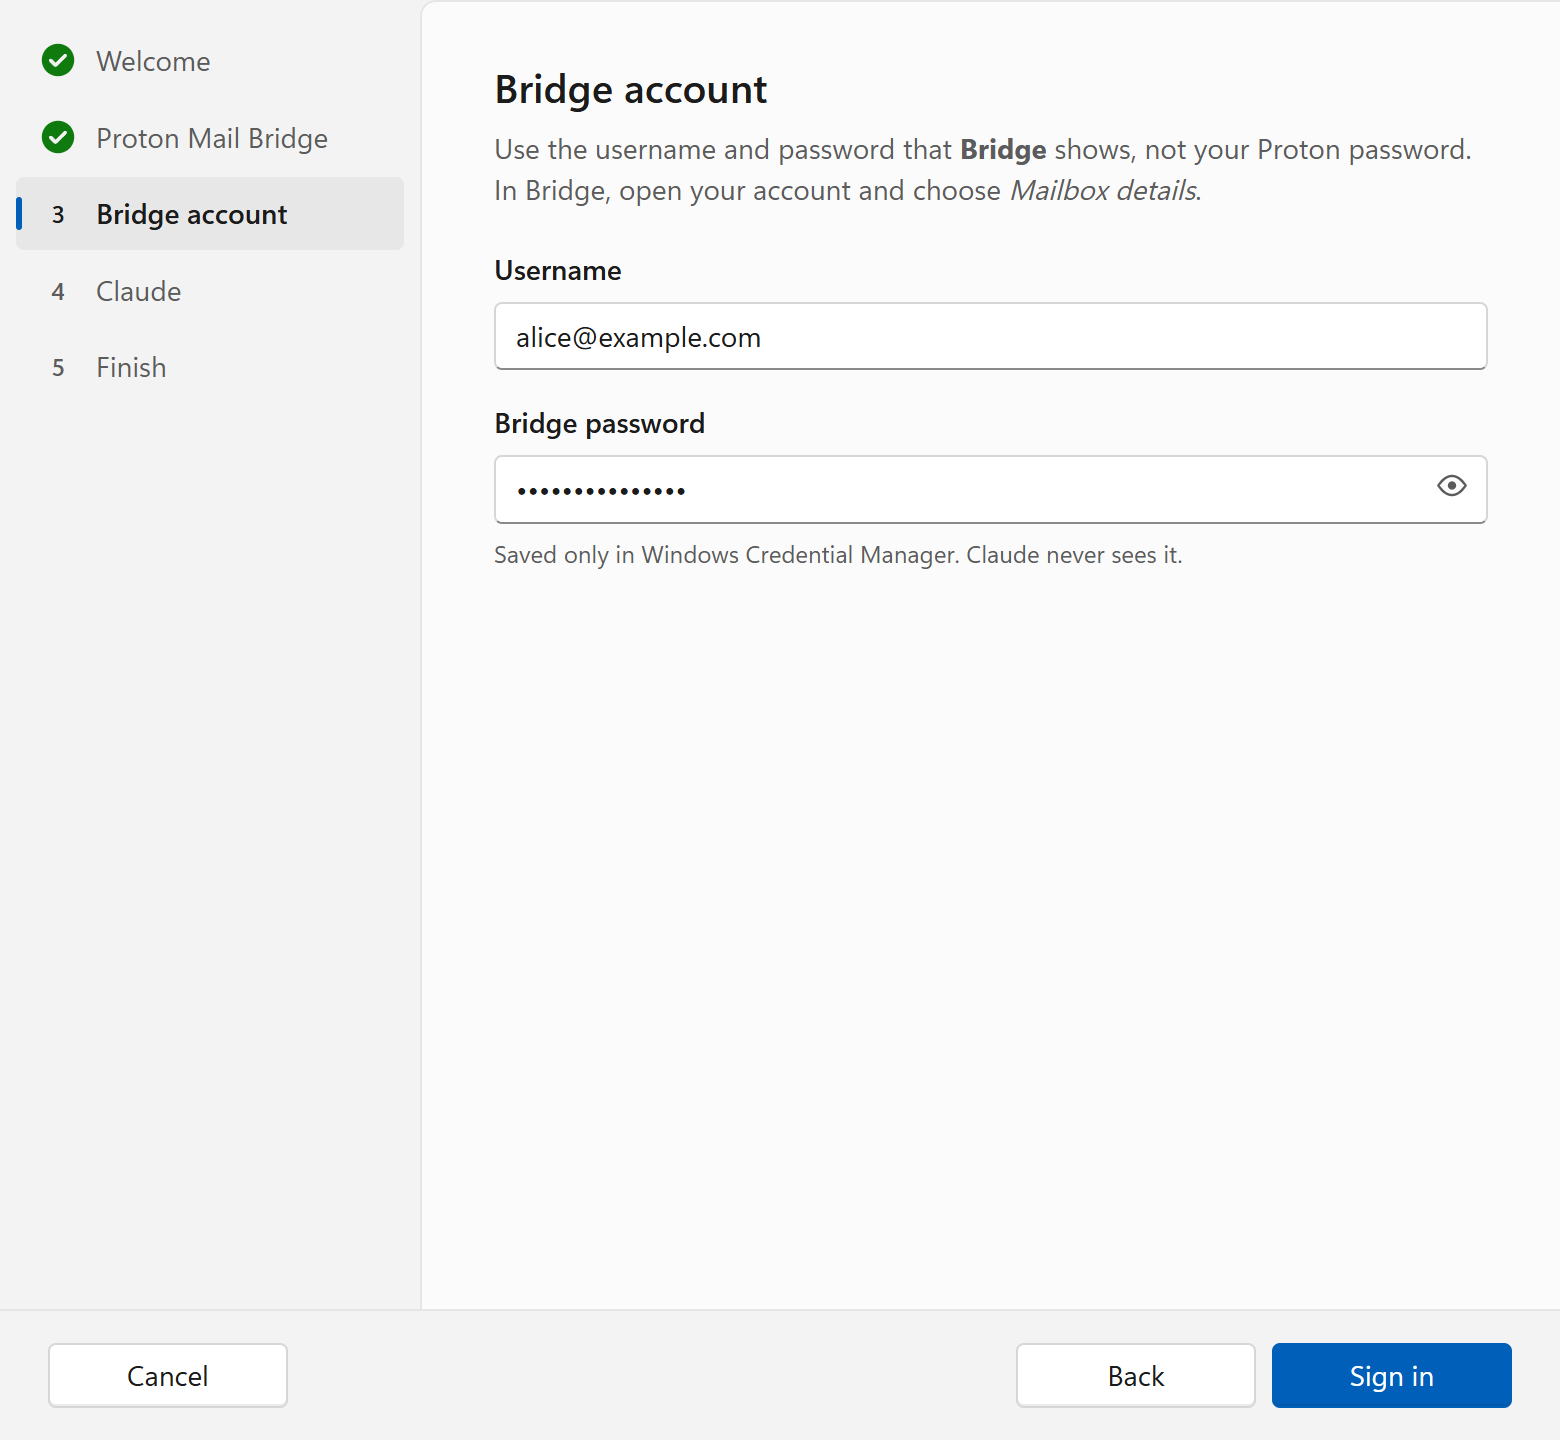 Welcome
Proton Mail Bridge
3 Bridge account
4 Claude
5 Finish
Bridge account
Use the username and password that Bridge shows, not your Proton password.
In Bridge, open your account and choose Mailbox details.
Username
alice@example.com
Bridge password
•••••••••••••••
Saved only in Windows Credential Manager. Claude never sees it.
Cancel
Back
Sign in